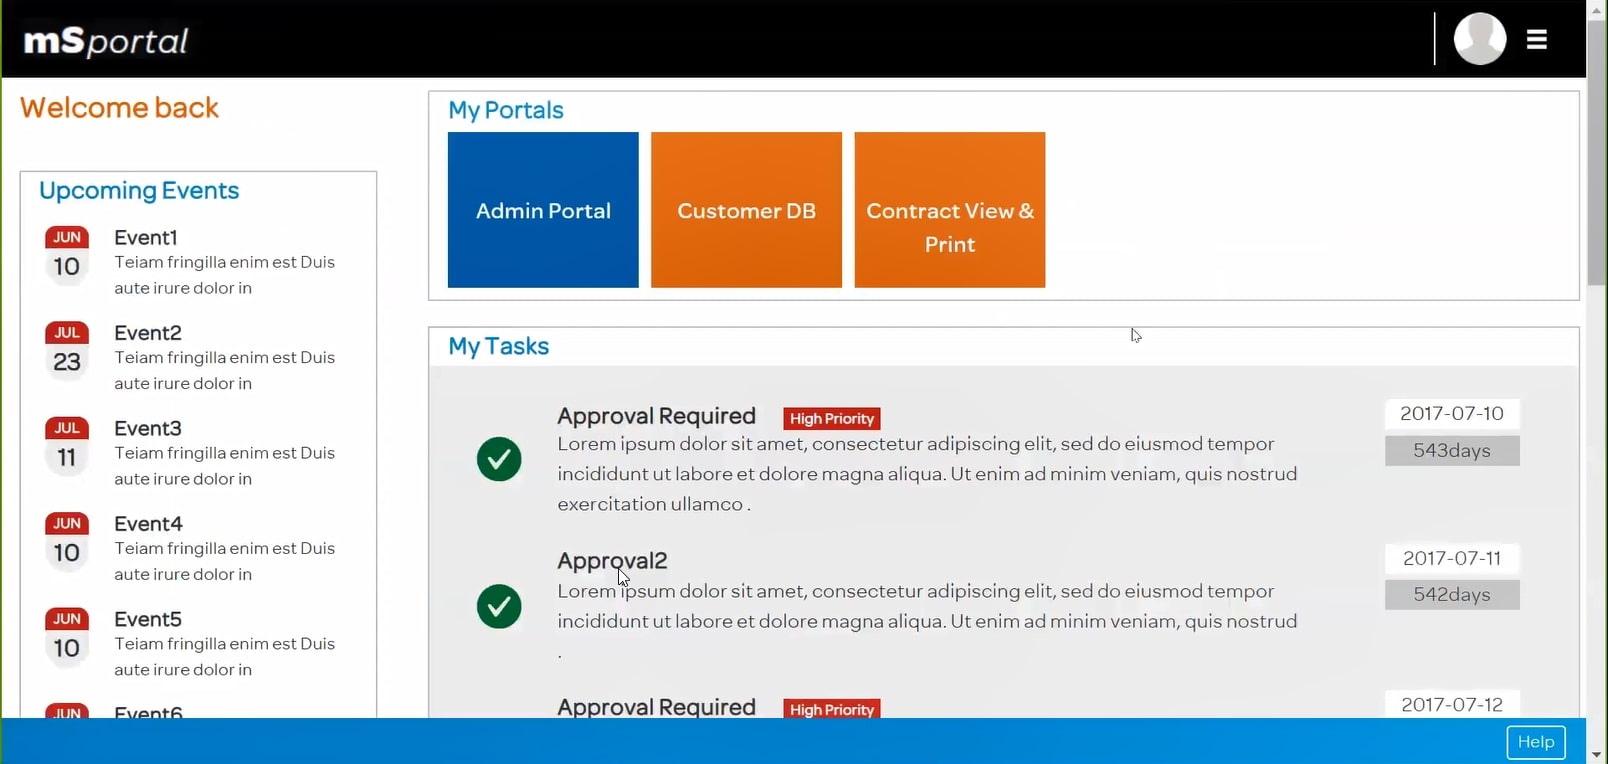 mSportal
Welcome back
Upcoming Events
JUN
10
Event1
Teiam fringilla enim est Duis
aute irure dolor in
JUL
23
Event2
Teiam fringilla enim est Duis
aute irure dolor in
JUL
11
Event3
Teiam fringilla enim est Duis
aute irure dolor in
JUN
10
Event4
Teiam fringilla enim est Duis
aute irure dolor in
JUN
10
Event5
Teiam fringilla enim est Duis
aute irure dolor in
JUN
Event6
My Portals
Admin Portal
Customer DB
Contract View &
Print
My Tasks
Approval Required High Priority
Lorem ipsum dolor sit amet, consectetur adipiscing elit, sed do eiusmod tempor
incididunt ut labore et dolore magna aliqua. Ut enim ad minim veniam, quis nostrud
exercitation ullamco .
2017-07-10
543days
Approval2
Lorem ipsum dolor sit amet, consectetur adipiscing elit, sed do eiusmod tempor
incididunt ut labore et dolore magna aliqua. Ut enim ad minim veniam, quis nostrud
.
2017-07-11
542days
Approval Required High Priority
2017-07-12
Help